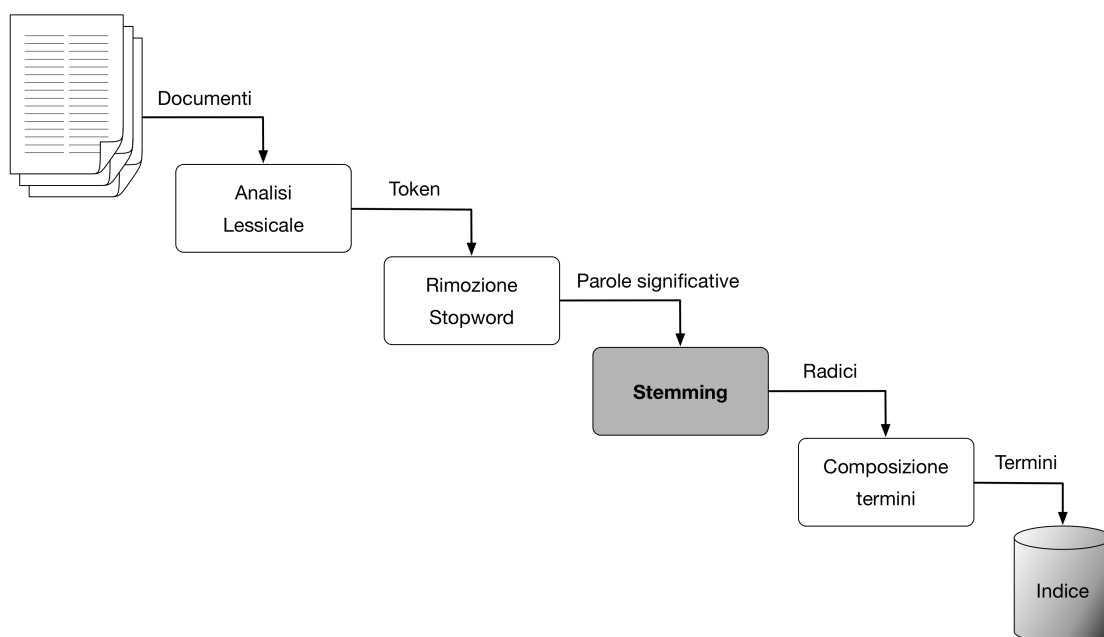 Documenti
Analisi
Lessicale
Token
Rimozione
Stopword
Parole significative
Stemming
Radici
Composizione
termini
Termini
Indice